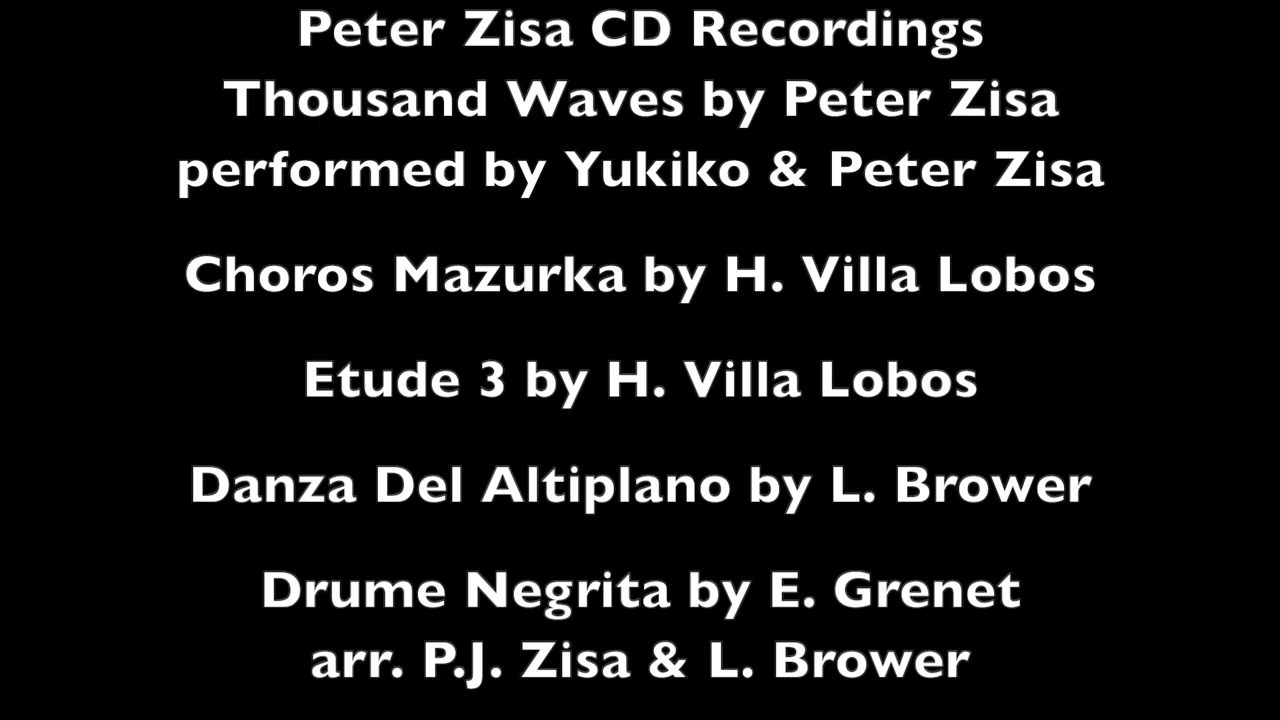 Peter Zisa CD Recordings
Thousand Waves by Peter Zisa
performed by Yukiko & Peter Zisa
Choros Mazurka by H. Villa Lobos
Etude 3 by H. Villa Lobos
Danza Del Altiplano by L. Brower
Drume Negrita by E. Grenet
arr. P.J. Zisa & L. Brower